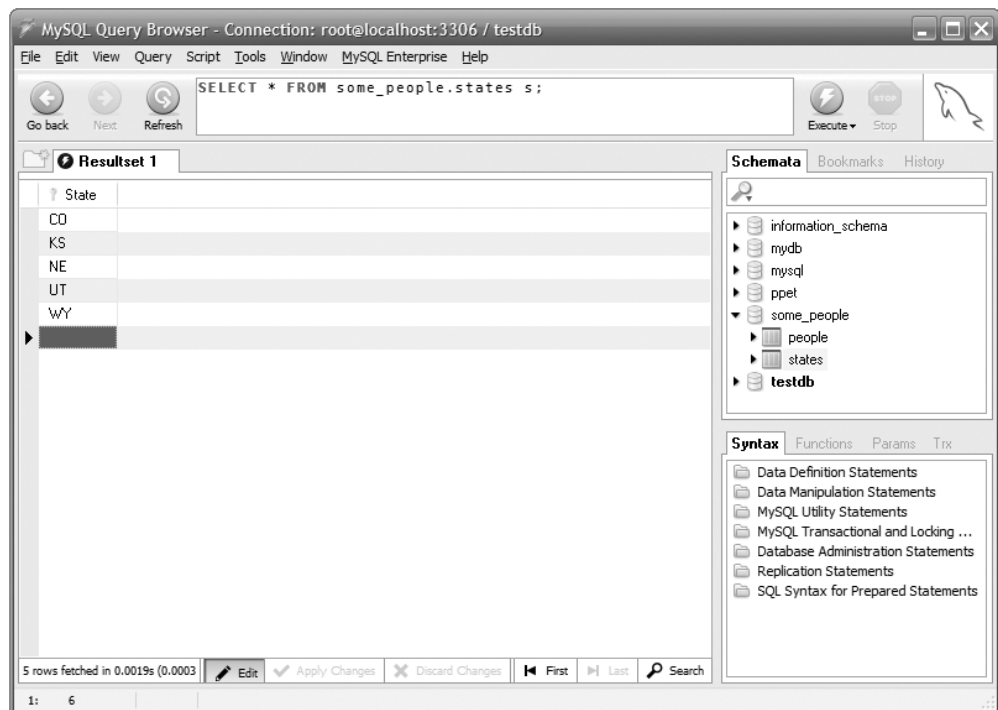 MySQL Query Browser - Connection: root@localhost:3306 / testdb
File Edit View Query Script Tools Window MySQL Enterprise Help
SELECT * FROM some_people.states s;
Go back Next Refresh
Execute STOP Stop
Resultset 1
State
CO
KS
NE
UT
WY
Schemata Bookmarks History
information_schema
mydb
mysql
ppet
some_people
people
states
testdb
Syntax Functions Params Trx
Data Definition Statements
Data Manipulation Statements
MySQL Utility Statements
MySQL Transactional and Locking ...
Database Administration Statements
Replication Statements
SQL Syntax for Prepared Statements
5 rows fetched in 0.0019s (0.0003 Edit Apply Changes Discard Changes First Last Search
1: 6